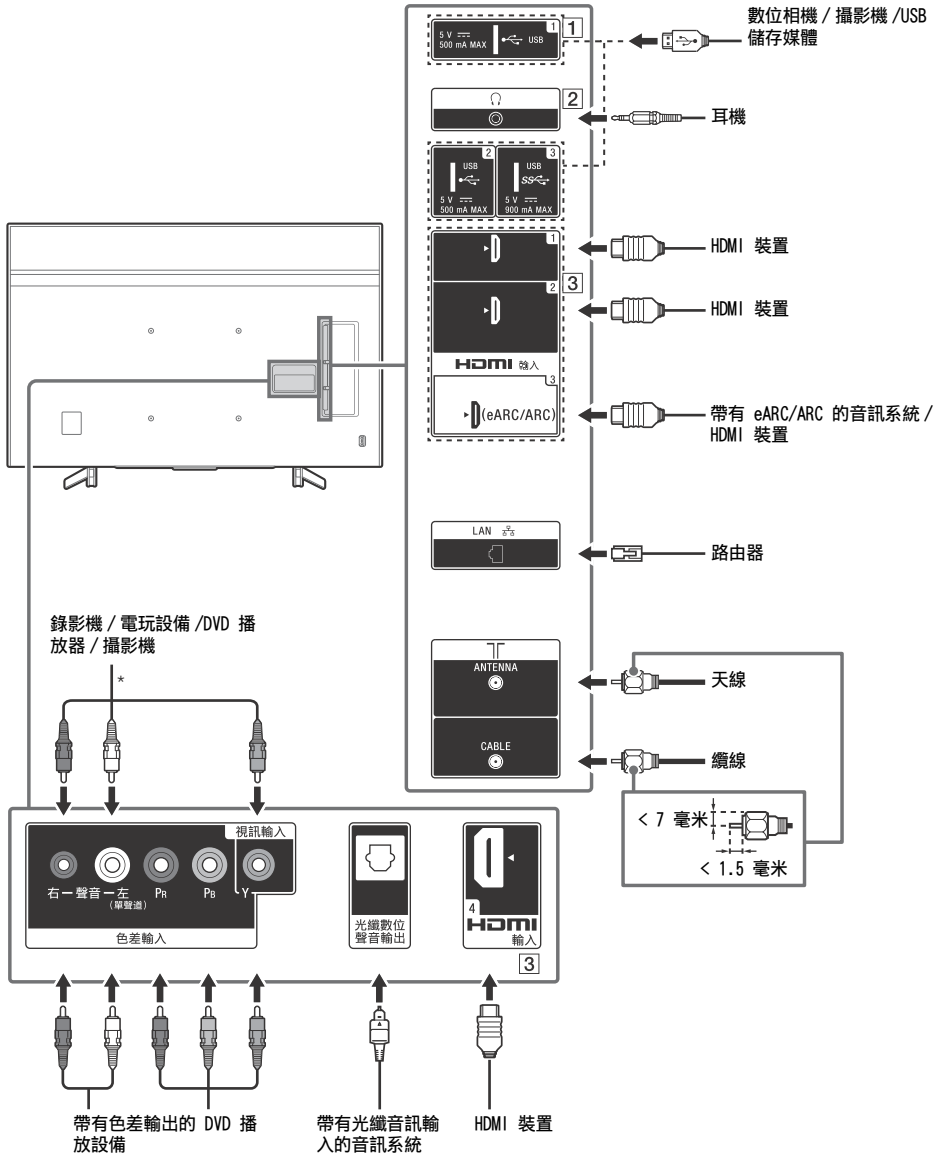 數位相機 / 攝影機 /USB
儲存媒體
5 V
500 mA MAX
USB
1
1
2
耳機
2
USB
5 V
500 mA MAX
3
USB
SS
5 V
900 mA MAX
1
HDMI 裝置
2
3
HDMI 裝置
HDMI 輸入
3
(eARC/ARC)
帶有 eARC/ARC 的音訊系統 /
HDMI 裝置
LAN
路由器
ANTENNA
天線
CABLE
纜線
< 7 毫米
< 1.5 毫米
錄影機 / 電玩設備 /DVD 播
放器 / 攝影機
*
視訊輸入
右 — 聲音 — 左
(單聲道)
PR
PB
Y
色差輸入
光纖數位
聲音輸出
4
HDMI
輸入
3
帶有色差輸出的 DVD 播
放設備
帶有光纖音訊輸
入的音訊系統
HDMI 裝置